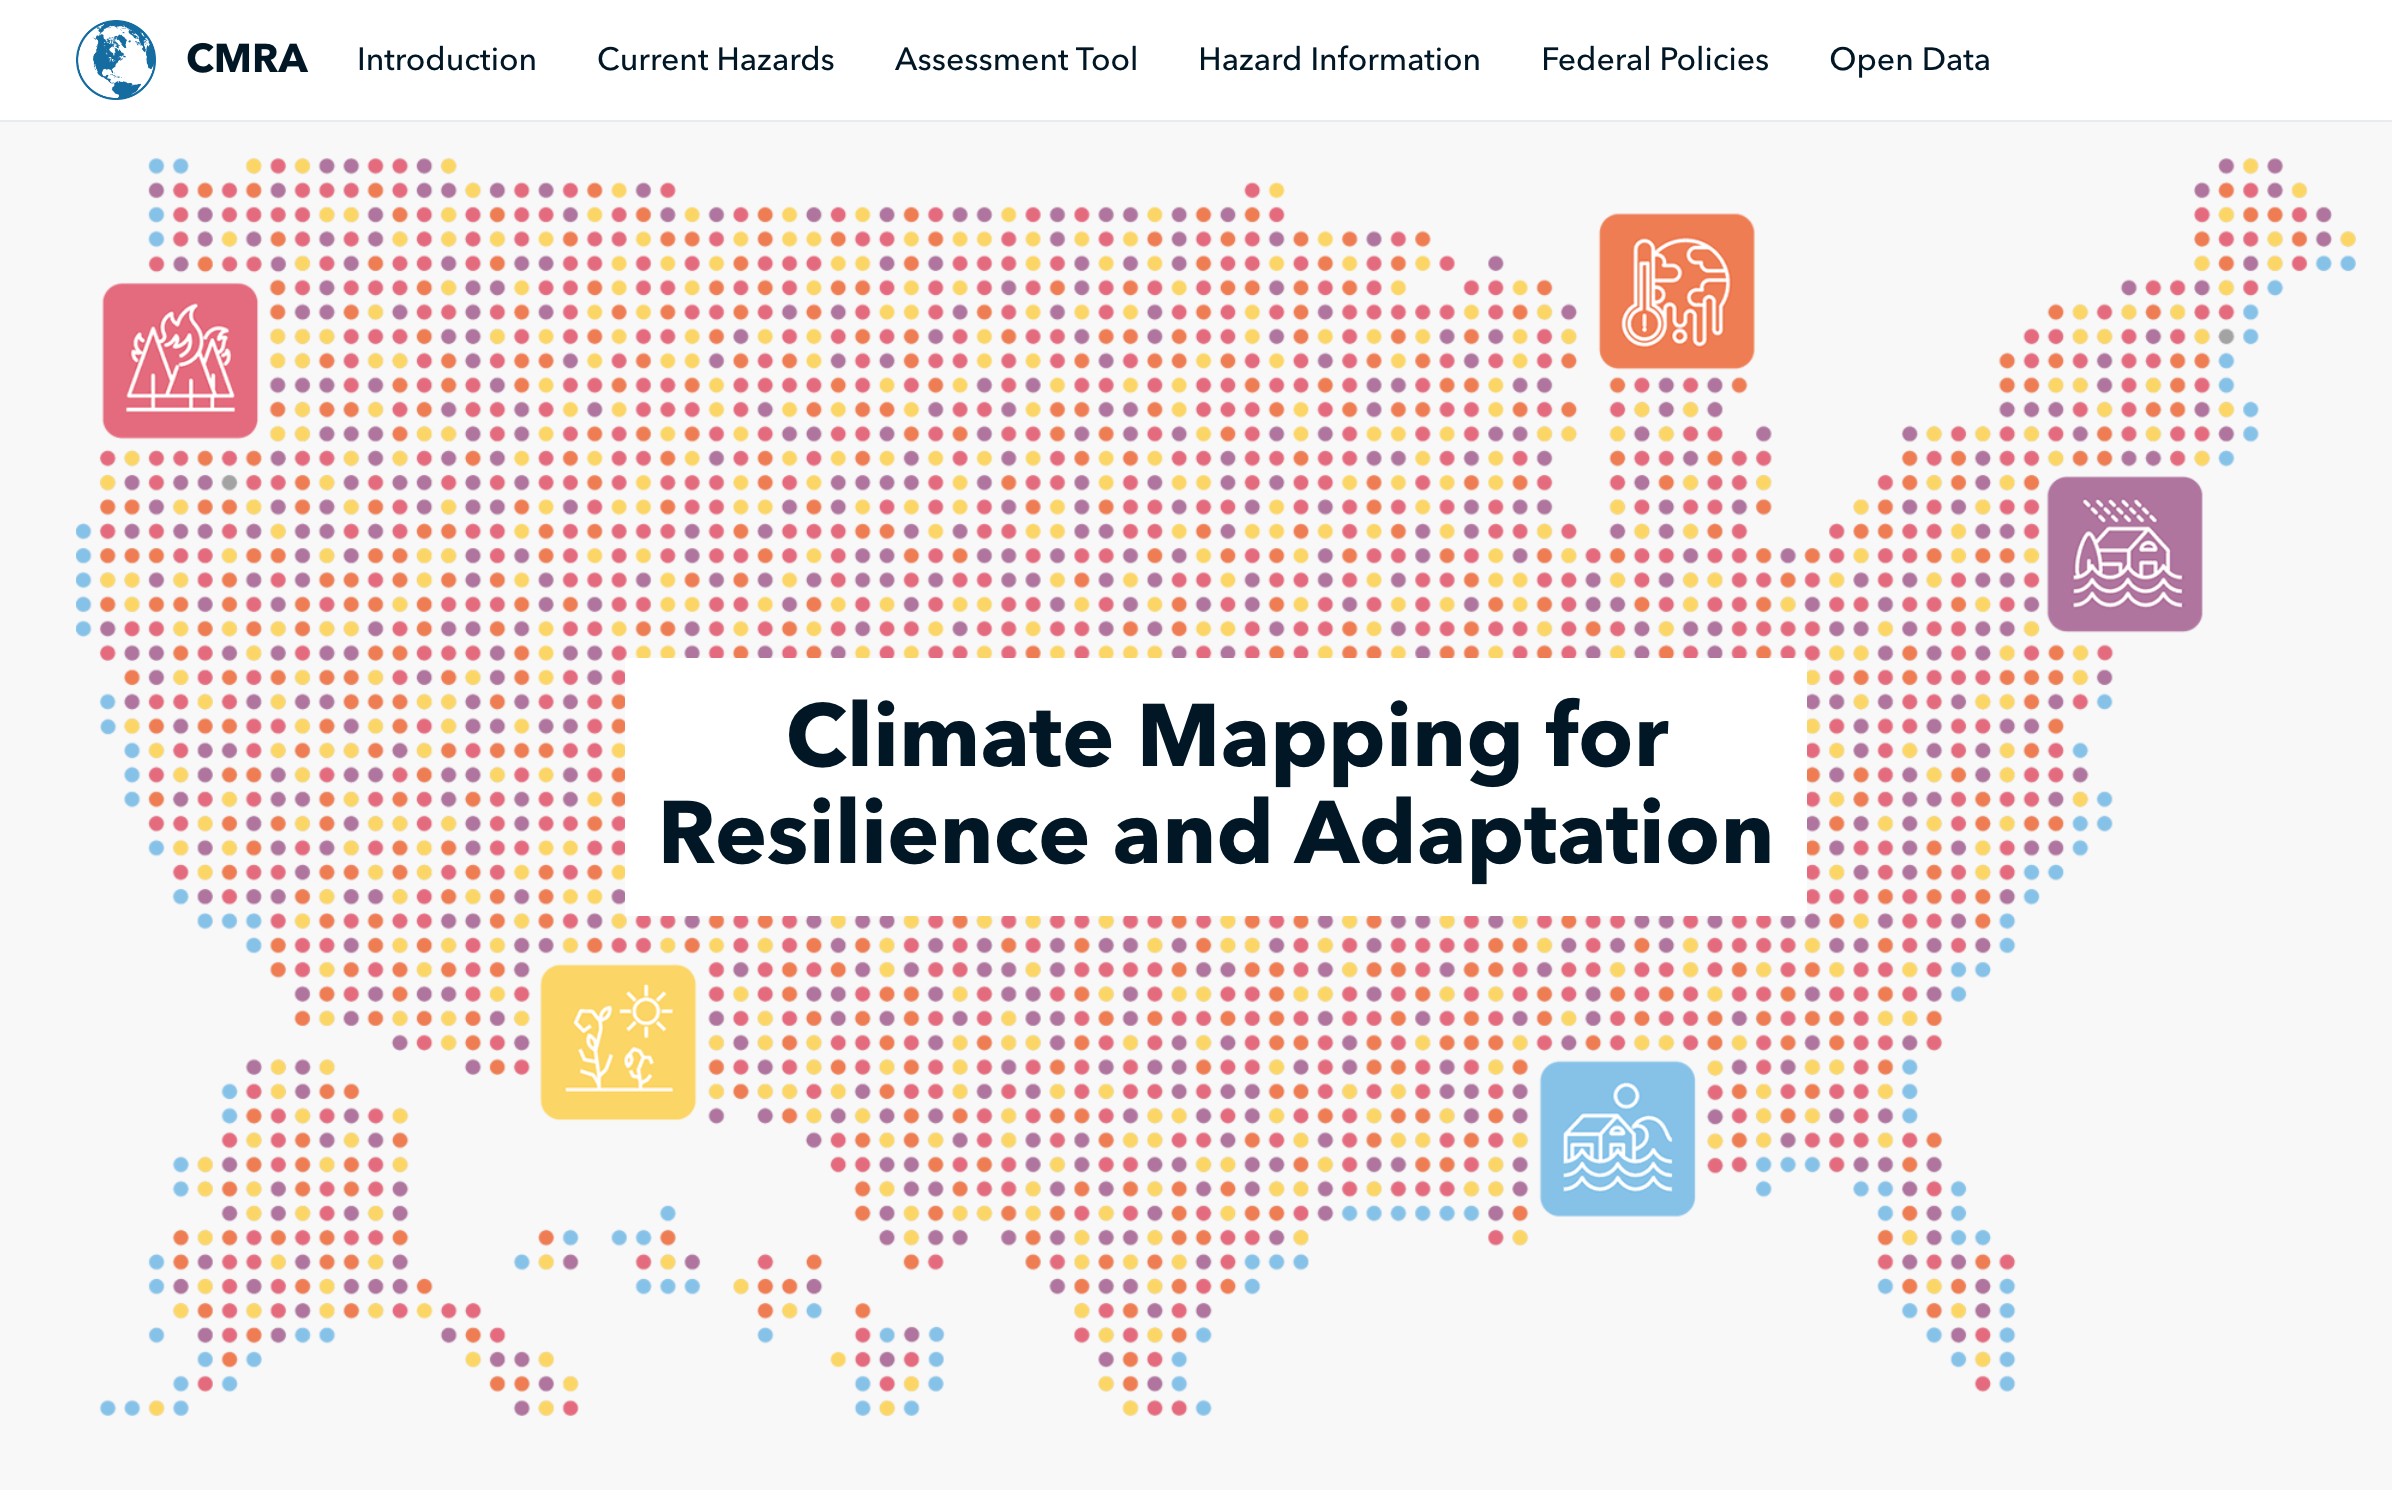 CMRA Introduction Current Hazards Assessment Tool Hazard Information Federal Policies Open Data
Climate Mapping for
Resilience and Adaptation